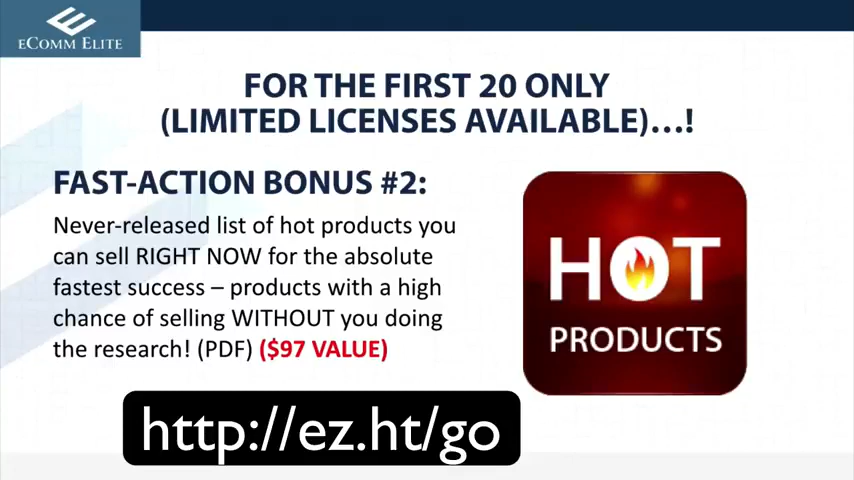 eComm Elite
FOR THE FIRST 20 ONLY
(LIMITED LICENSES AVAILABLE)...!
FAST-ACTION BONUS #2:
Never-released list of hot products you
can sell RIGHT NOW for the absolute
fastest success – products with a high
chance of selling WITHOUT you doing
the research! (PDF) ($97 VALUE)
HOT
PRODUCTS
http://ez.ht/go